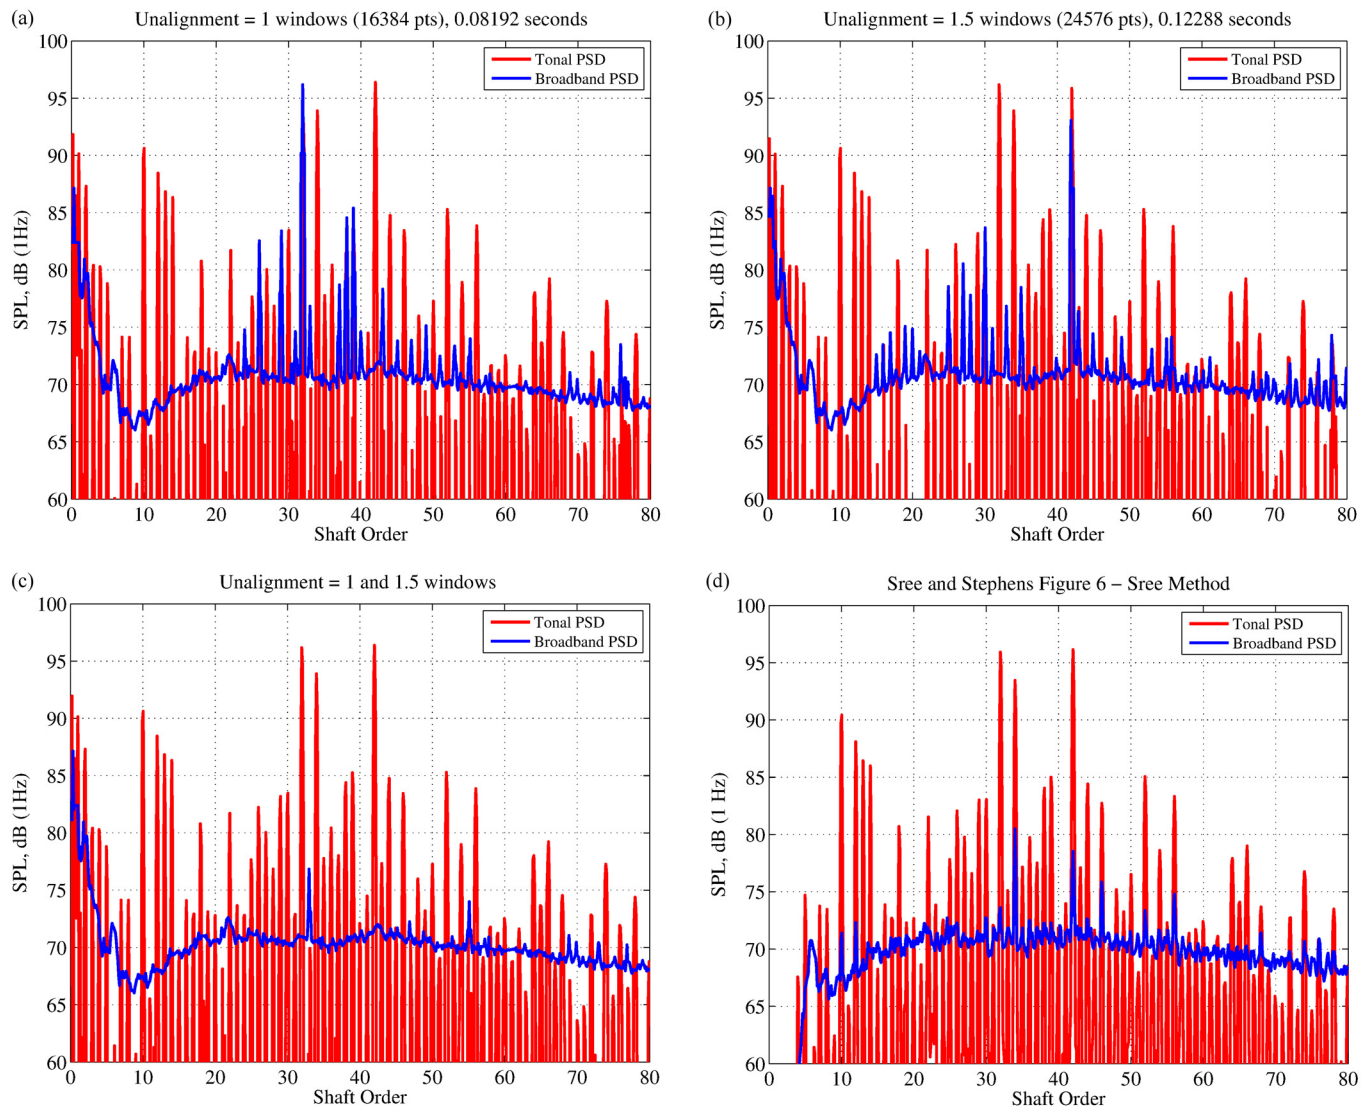 (a)
Unalignment = 1 windows (16384 pts), 0.08192 seconds
Tonal PSD
Broadband PSD
SPL, dB (1Hz)
100
95
90
85
80
75
70
65
60
0 10 20 30 40 50 60 70 80
Shaft Order
(b)
Unalignment = 1.5 windows (24576 pts), 0.12288 seconds
Tonal PSD
Broadband PSD
SPL, dB (1Hz)
100
95
90
85
80
75
70
65
60
0 10 20 30 40 50 60 70 80
Shaft Order
(c)
Unalignment = 1 and 1.5 windows
Tonal PSD
Broadband PSD
SPL, dB (1Hz)
100
95
90
85
80
75
70
65
60
0 10 20 30 40 50 60 70 80
Shaft Order
(d)
Sree and Stephens Figure 6 − Sree Method
Tonal PSD
Broadband PSD
SPL, dB (1 Hz)
100
95
90
85
80
75
70
65
60
0 10 20 30 40 50 60 70 80
Shaft Order